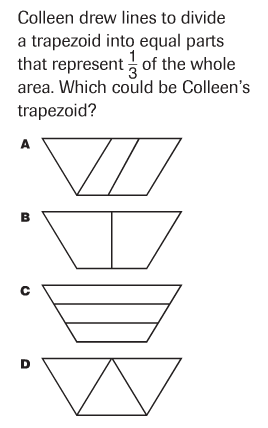 Colleen drew lines to divide
a trapezoid into equal parts
that represent 1/3 of the whole
area. Which could be Colleen's
trapezoid?
A
B
C
D